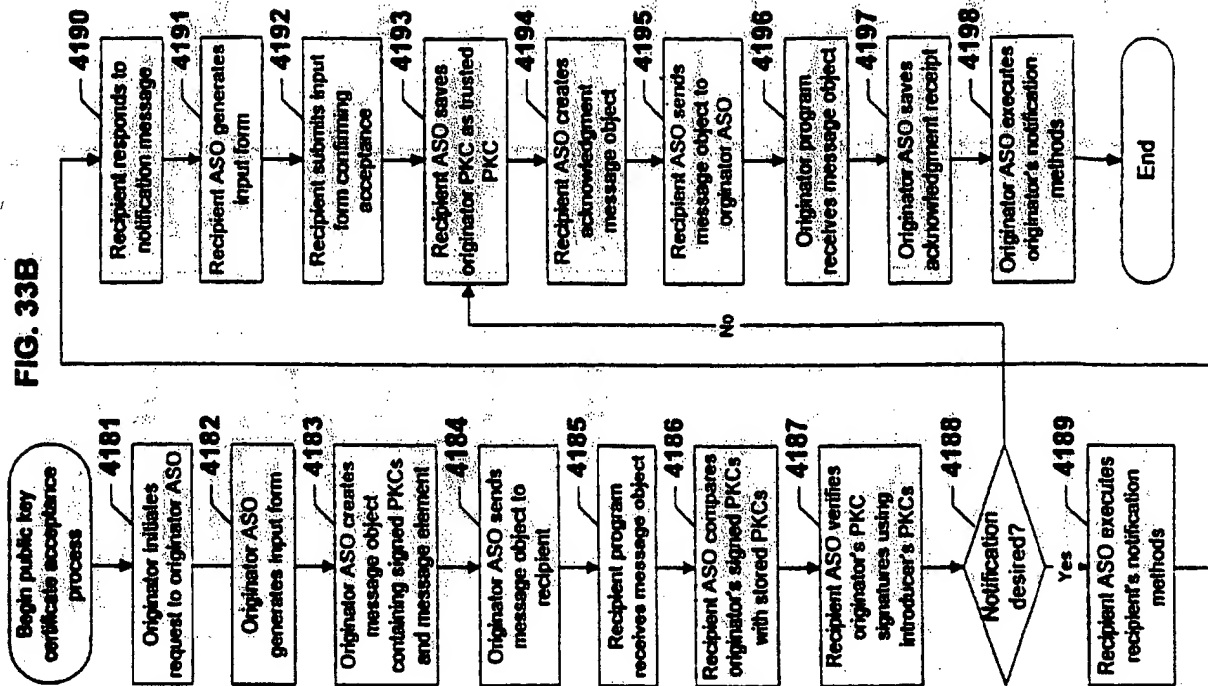 FIG. 33B
Begin public key
certificate acceptance
process
4181
Originator initiates
request to originator ASO
4182
Originator ASO
generates input form
4183
Originator ASO creates
message object
containing signed PKCs
and message element
4184
Originator ASO sends
message object to
recipient
4185
Recipient program
receives message object
4186
Recipient ASO compares
originator's signed PKCs
with stored PKCs
4187
Recipient ASO verifies
originator's PKC
signatures using
introducer's PKCs
4188
Notification
desired?
No
Yes
4189
Recipient ASO executes
recipient's notification
methods
4190
Recipient responds to
notification message
4191
Recipient ASO generates
input form
4192
Recipient submits input
form confirming
acceptance
4193
Recipient ASO saves
originator PKC as trusted
PKC
4194
Recipient ASO creates
acknowledgment
message object
4195
Recipient ASO sends
message object to
orginator ASO
4196
Originator program
receives message object
4197
Originator ASO saves
acknowledgment receipt
4198
Originator ASO executes
originator's notification
methods
End